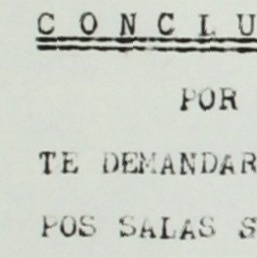 C O N C L U
POR
TE DEMANDAR
POS SALAS S